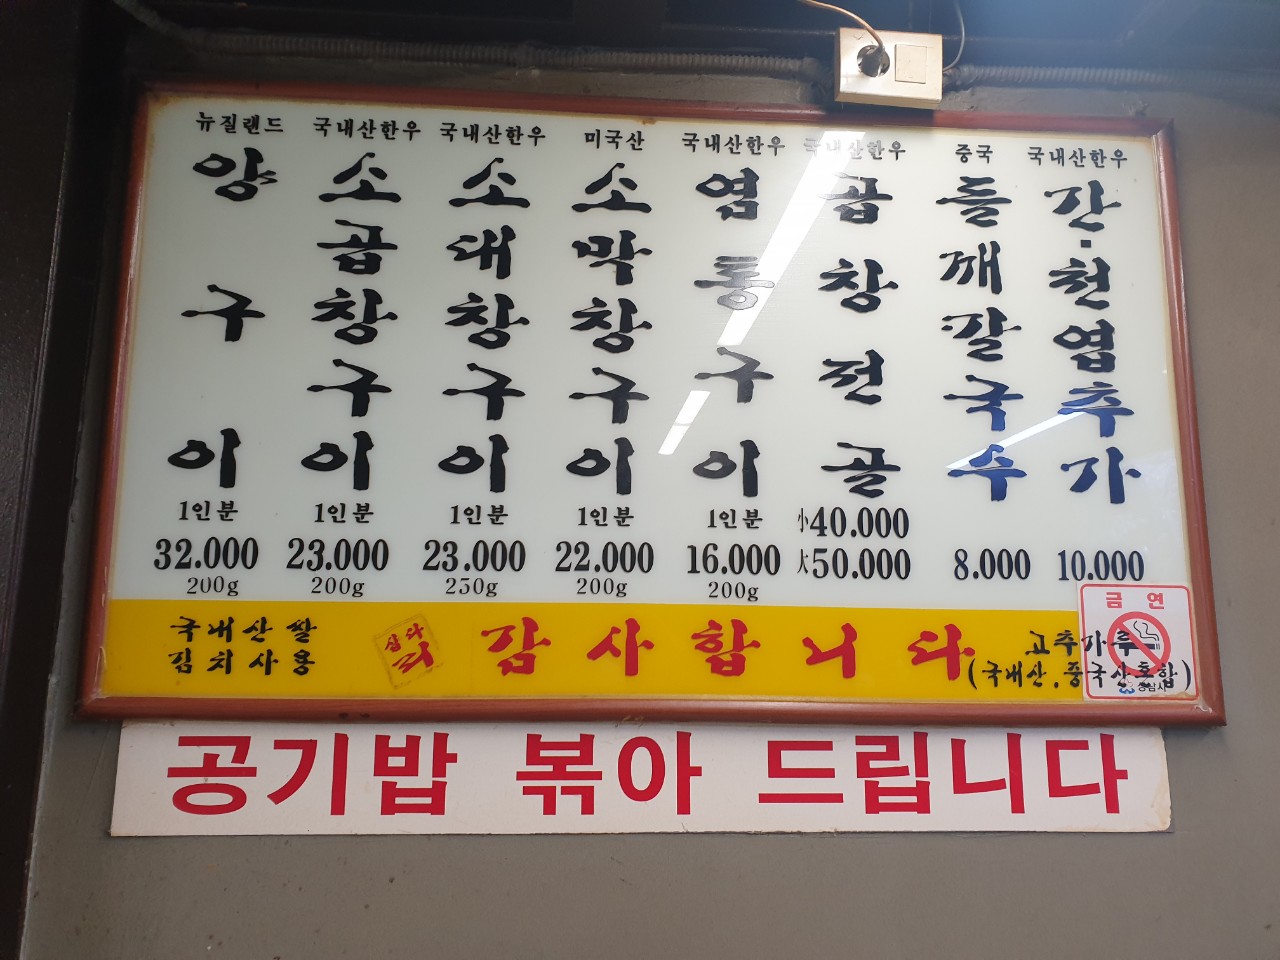 뉴질랜드
양구이
1인분
32.000
200g
국내산한우
소곱창구이
1인분
23.000
200g
국내산한우
소대창구이
1인분
23.000
250g
미국산
소막창구이
1인분
22.000
200g
국내산한우
염통구이
1인분
16.000
200g
국내산한우
곱창전골
小40.000
大50.000
중국
들깨칼국수
8.000
국내산한우
간·천엽추가
10.000
국내산 쌀
김치사용
삼다리
감사합니다
고추가루
(국내산.중국산혼합)
금연
공기밥 볶아 드립니다